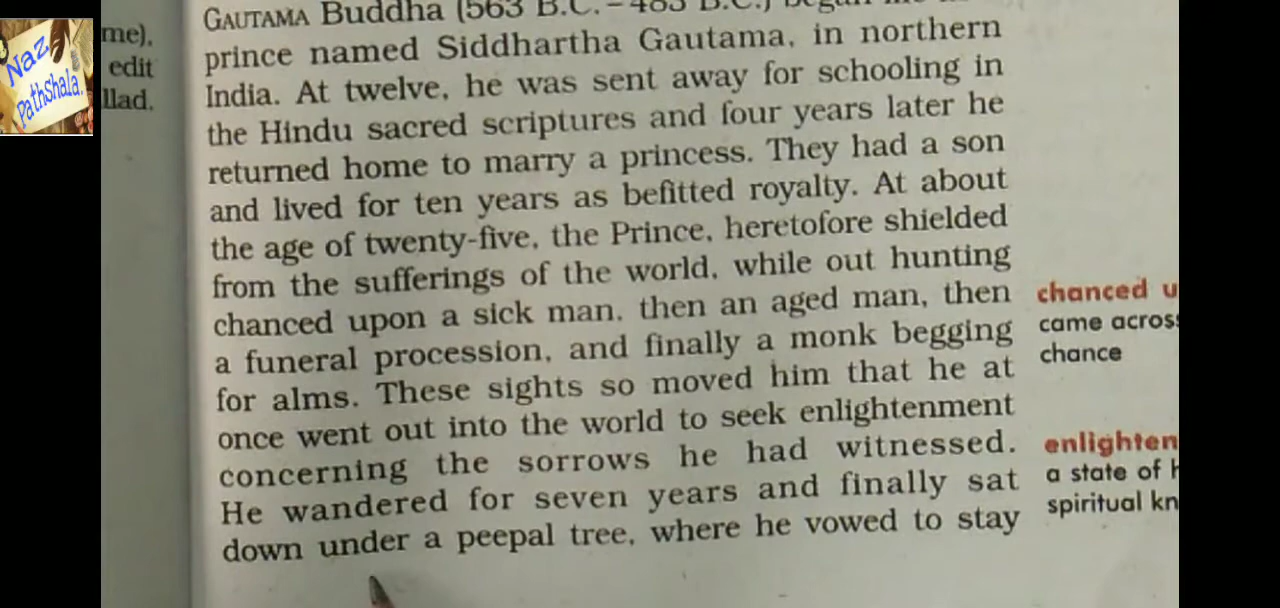 Naz
PathShala.
me),
edit
llad.
GAUTAMA Buddha (563 B.C. – 483 B.C.) began
prince named Siddhartha Gautama, in northern
India. At twelve, he was sent away for schooling in
the Hindu sacred scriptures and four years later he
returned home to marry a princess. They had a son
and lived for ten years as befitted royalty. At about
the age of twenty-five, the Prince, heretofore shielded
from the sufferings of the world, while out hunting
chanced upon a sick man, then an aged man, then
a funeral procession, and finally a monk begging
for alms. These sights so moved him that he at
once went out into the world to seek enlightenment
concerning the sorrows he had witnessed.
He wandered for seven years and finally sat
down under a peepal tree, where he vowed to stay
chanced u
came across
chance
enlighten
a state of h
spiritual kn